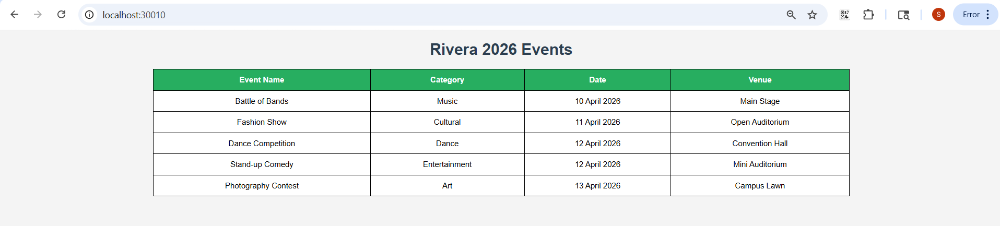 localhost:30010
S
Error
Rivera 2026 Events
Event Name Category Date Venue
Battle of Bands Music 10 April 2026 Main Stage
Fashion Show Cultural 11 April 2026 Open Auditorium
Dance Competition Dance 12 April 2026 Convention Hall
Stand-up Comedy Entertainment 12 April 2026 Mini Auditorium
Photography Contest Art 13 April 2026 Campus Lawn